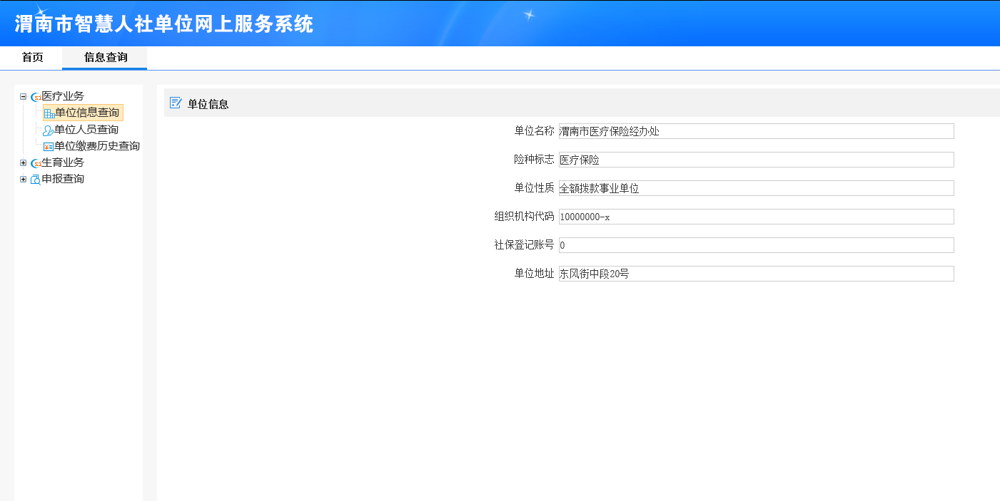 渭南市智慧人社单位网上服务系统
首页 信息查询
医疗业务
单位信息查询
单位人员查询
单位缴费历史查询
生育业务
申报查询
单位信息
单位名称 渭南市医疗保险经办处
险种标志 医疗保险
单位性质 全额拨款事业单位
组织机构代码 10000000-x
社保登记账号 0
单位地址 东风街中段20号